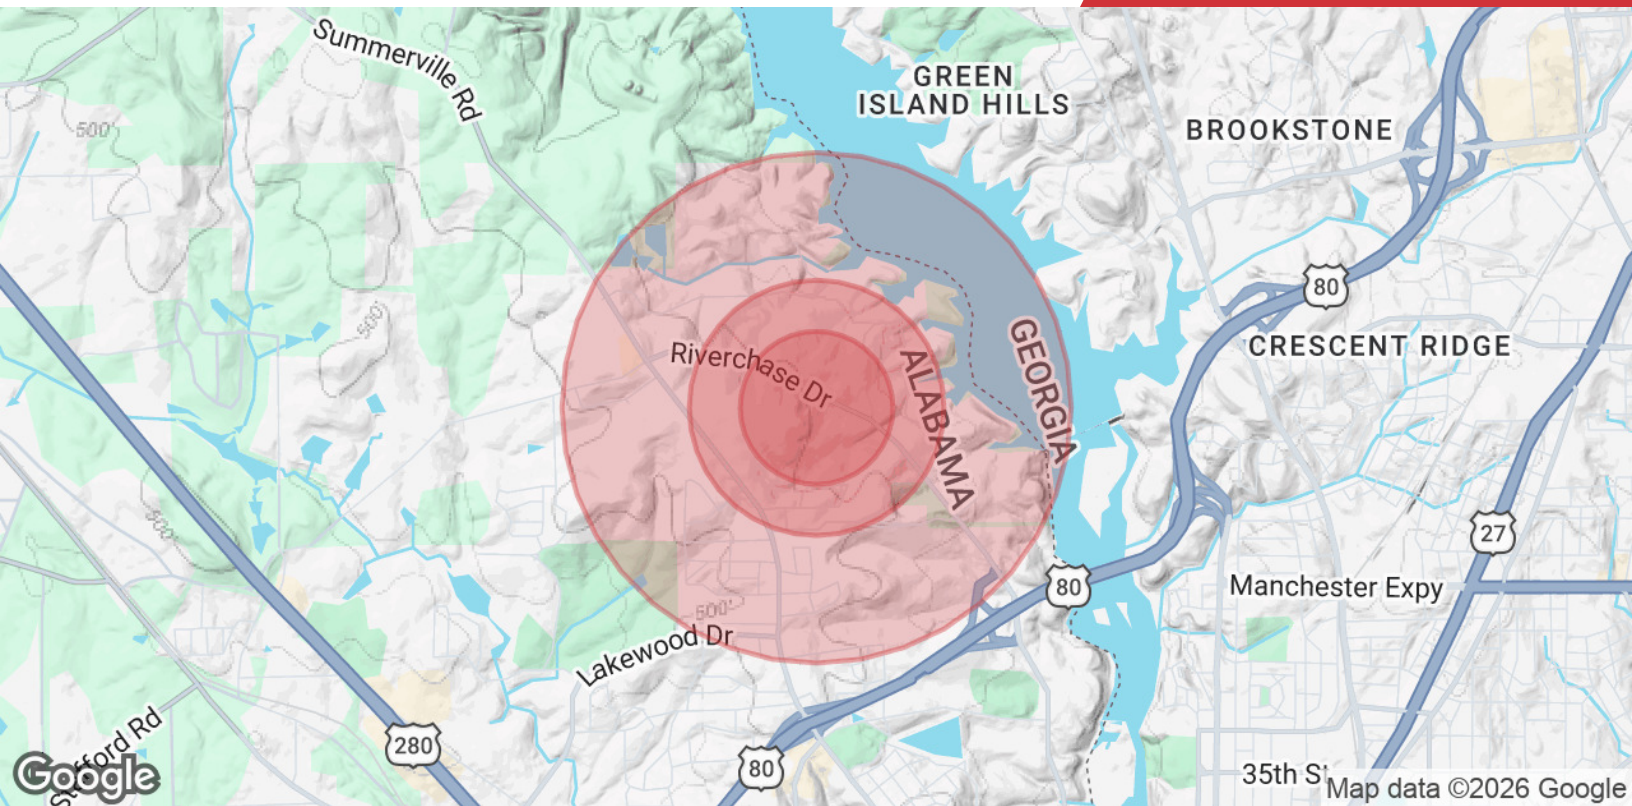 Summerville Rd
GREEN
ISLAND HILLS
BROOKSTONE
500'
80
500'
GEORGIA
CRESCENT RIDGE
Riverchase Dr
ALABAMA
500'
27
80
Manchester Expy
500'
Lakewood Dr
Stafford Rd
280
80
35th St
Google
Map data ©2026 Google